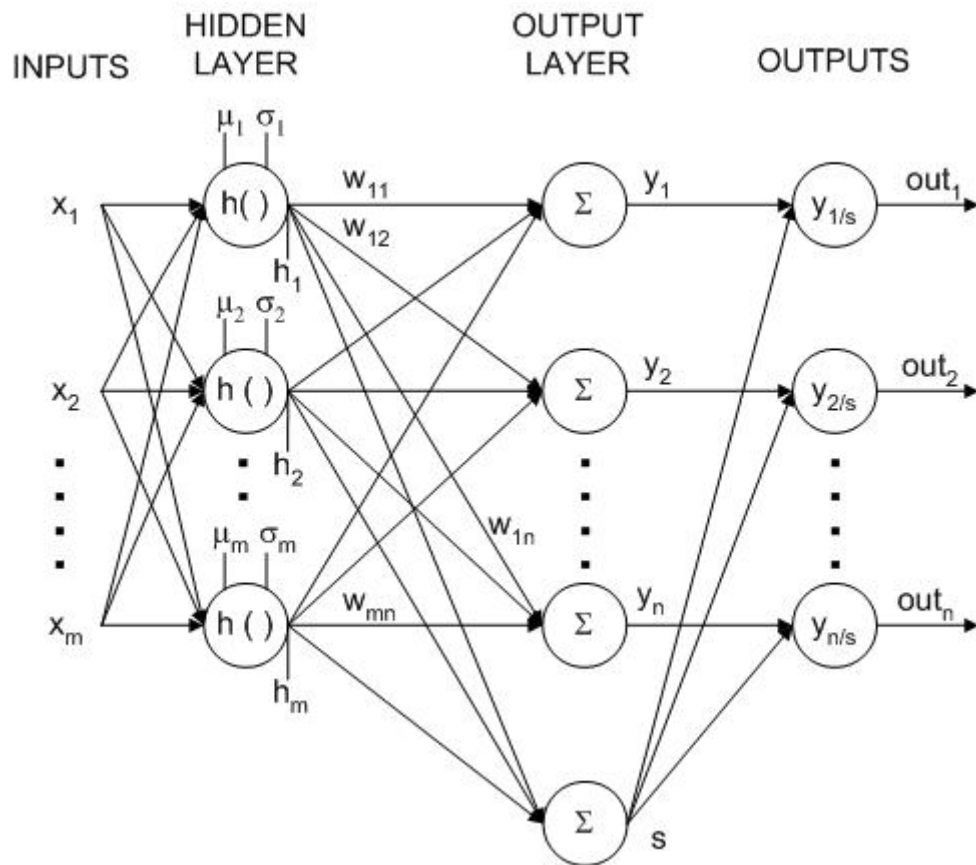 HIDDEN LAYER
OUTPUT LAYER
INPUTS
OUTPUTS
μ1 σ1
x1 h( ) w11 Σ y1 y1/s out1
w12
h1
μ2 σ2
x2 h ( ) Σ y2 y2/s out2
h2
w1n
μm σm
xm h ( ) wmn Σ yn yn/s outn
hm
Σ s